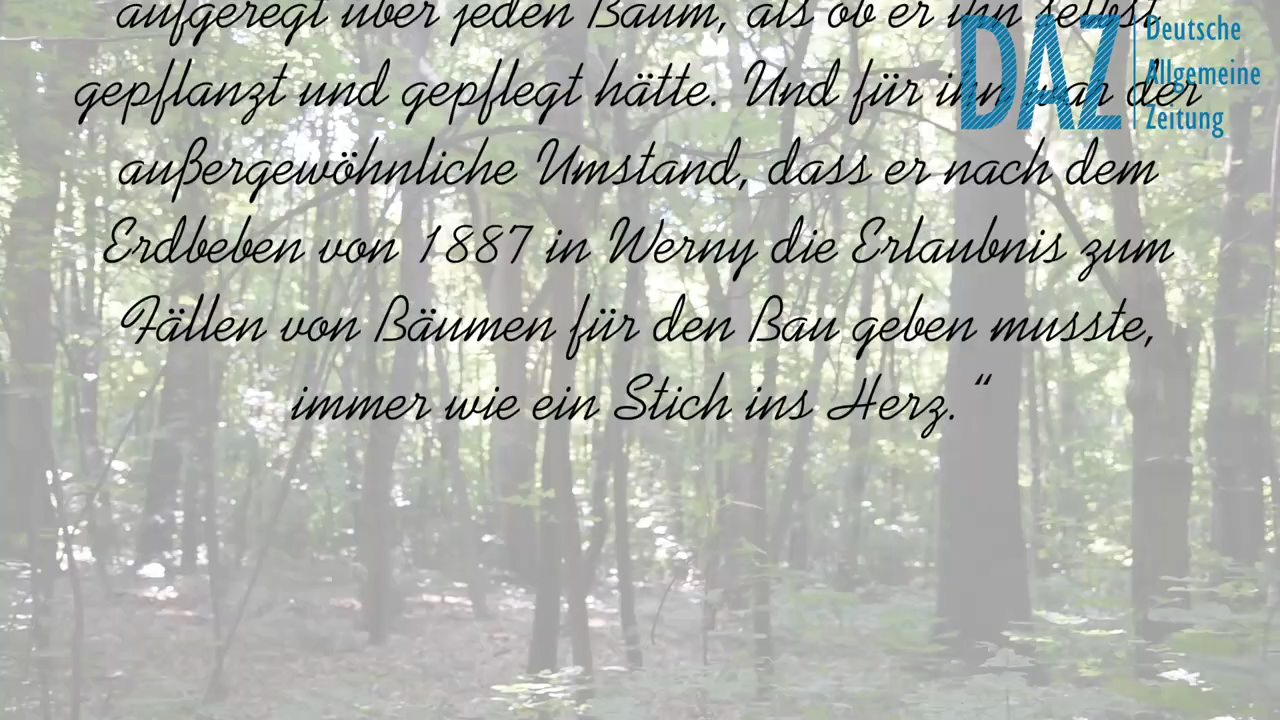 aufgeregt über jeden Baum, als ob er ihn selbst
gepflanzt und gepflegt hätte. Und für ihn war der
außergewöhnliche Umstand, dass er nach dem
Erdbeben von 1887 in Werny die Erlaubnis zum
Fällen von Bäumen für den Bau geben musste,
immer wie ein Stich ins Herz.“
DAZ
Deutsche
Allgemeine
Zeitung